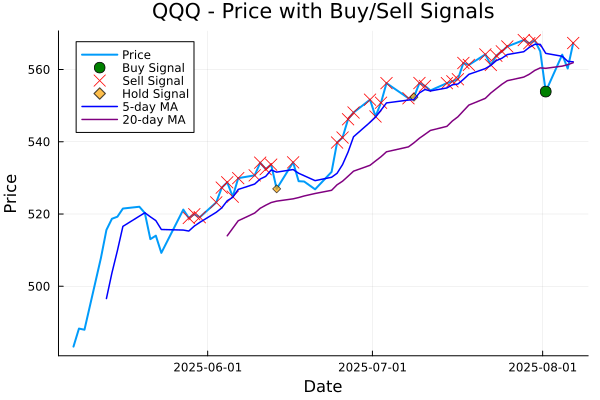 QQQ - Price with Buy/Sell Signals
Price
Buy Signal
Sell Signal
Hold Signal
5-day MA
20-day MA
560
540
520
500
Price
2025-06-01
2025-07-01
2025-08-01
Date